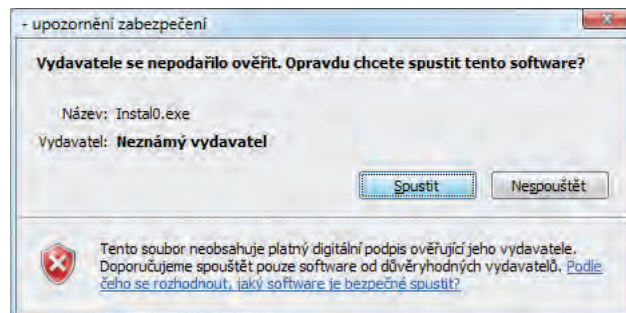 - upozornění zabezpečení
Vydavatele se nepodařilo ověřit. Opravdu chcete spustit tento software?
Název: Instal0.exe
Vydavatel: Neznámý vydavatel
Spustit Nespouštět
Tento soubor neobsahuje platný digitální podpis ověřující jeho vydavatele.
Doporučujeme spouštět pouze software od důvěryhodných vydavatelů. Podle
čeho se rozhodnout, jaký software je bezpečné spustit?